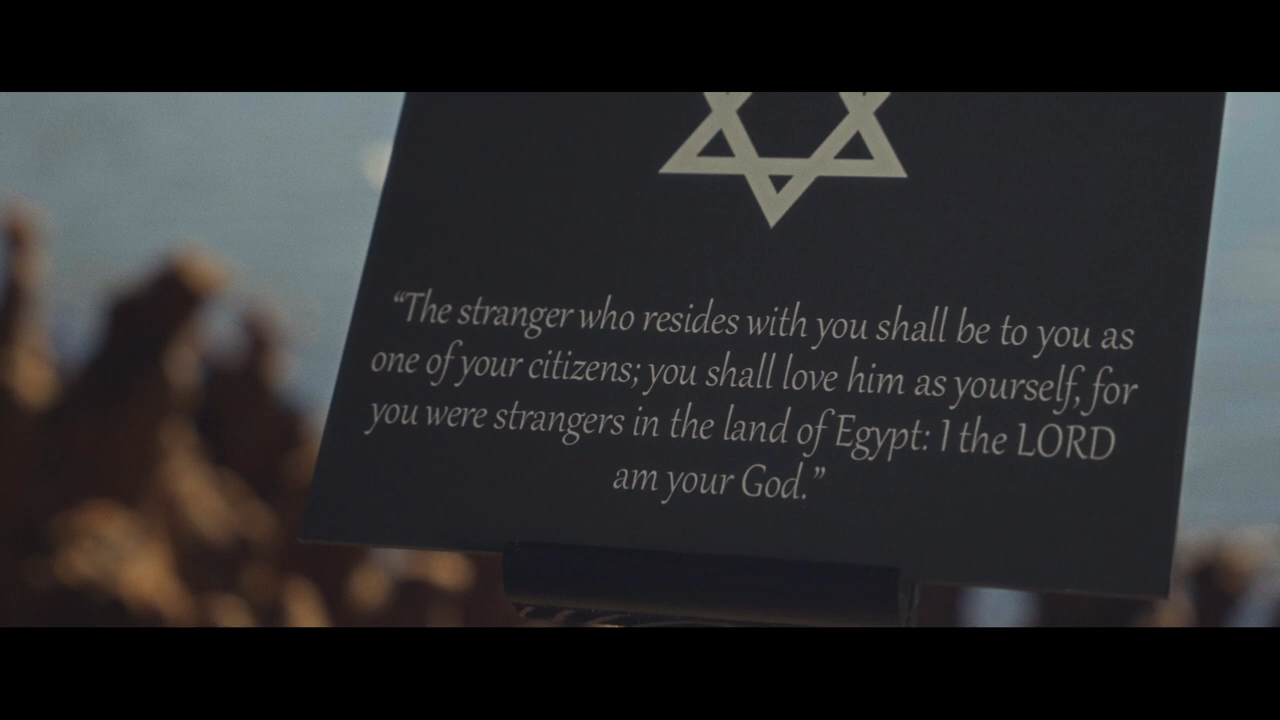 “The stranger who resides with you shall be to you as
one of your citizens; you shall love him as yourself, for
you were strangers in the land of Egypt: I the LORD
am your God.”